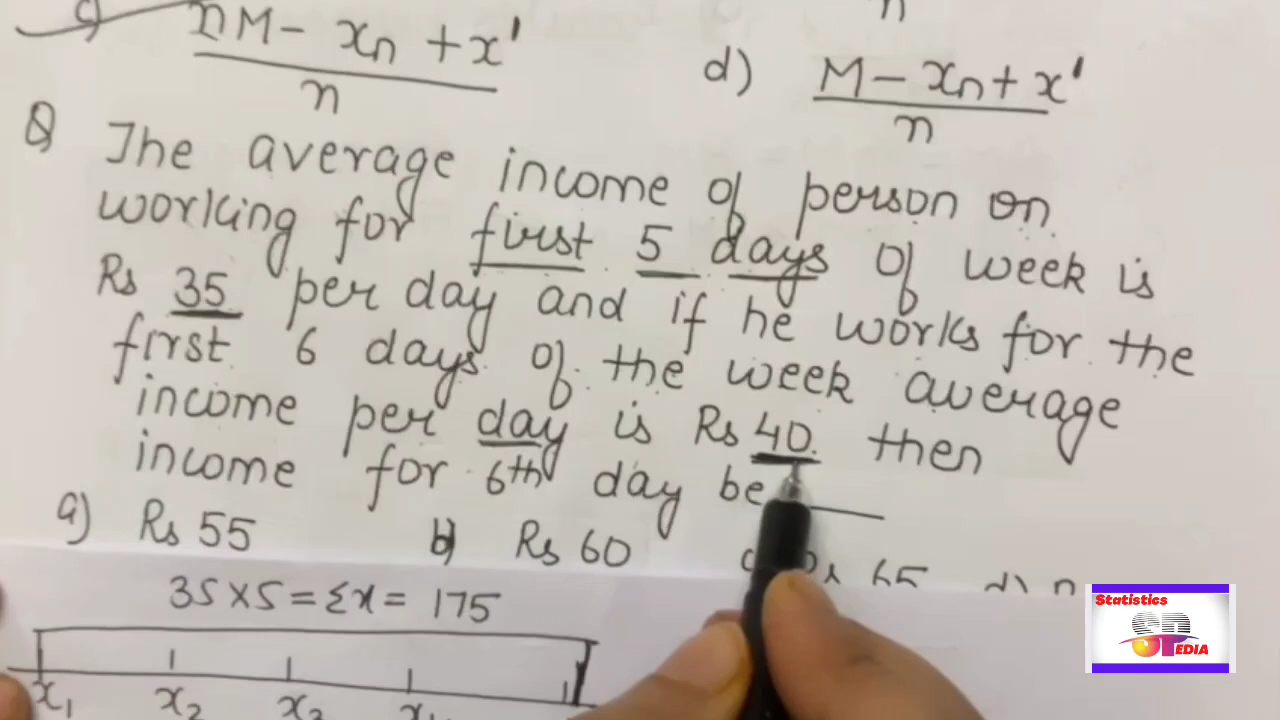 c) nM - xn + x'
n
n
d) M - xn + x'
n
Q The average income of person on
working for first 5 days of week is
Rs 35 per day and if he works for the
first 6 days of the week average
income per day is Rs 40. then
income for 6th day be
a) Rs 55 b) Rs 60 65 d)
35×5 = Σx = 175
x1 x2 x3
Statistics
EDIA